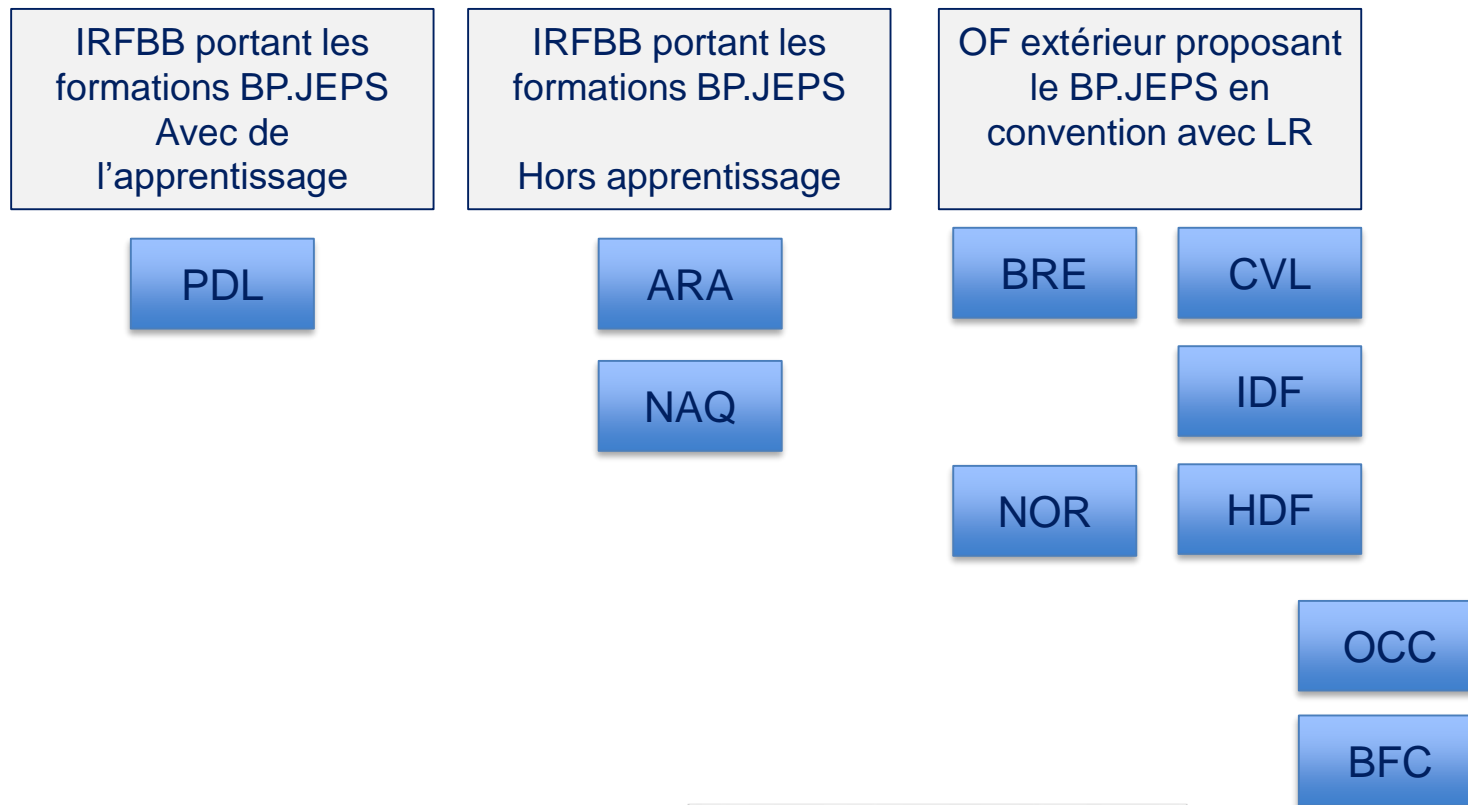 IRFBB portant les
formations BP.JEPS
Avec de
l’apprentissage
IRFBB portant les
formations BP.JEPS
Hors apprentissage
OF extérieur proposant
le BP.JEPS en
convention avec LR
PDL
ARA
NAQ
BRE
CVL
IDF
NOR
HDF
OCC
BFC